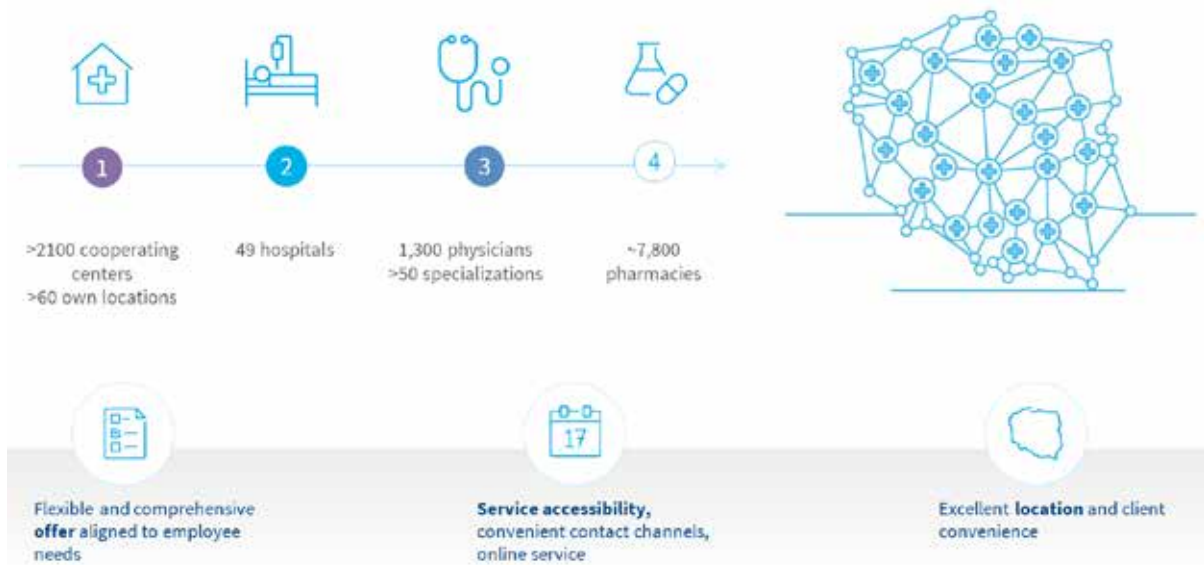 1
2
3
4
>2100 cooperating
centers
>60 own locations
49 hospitals
1,300 physicians
>50 specializations
~7,800
pharmacies
17
Flexible and comprehensive
offer aligned to employee
needs
Service accessibility,
convenient contact channels,
online service
Excellent location and client
convenience